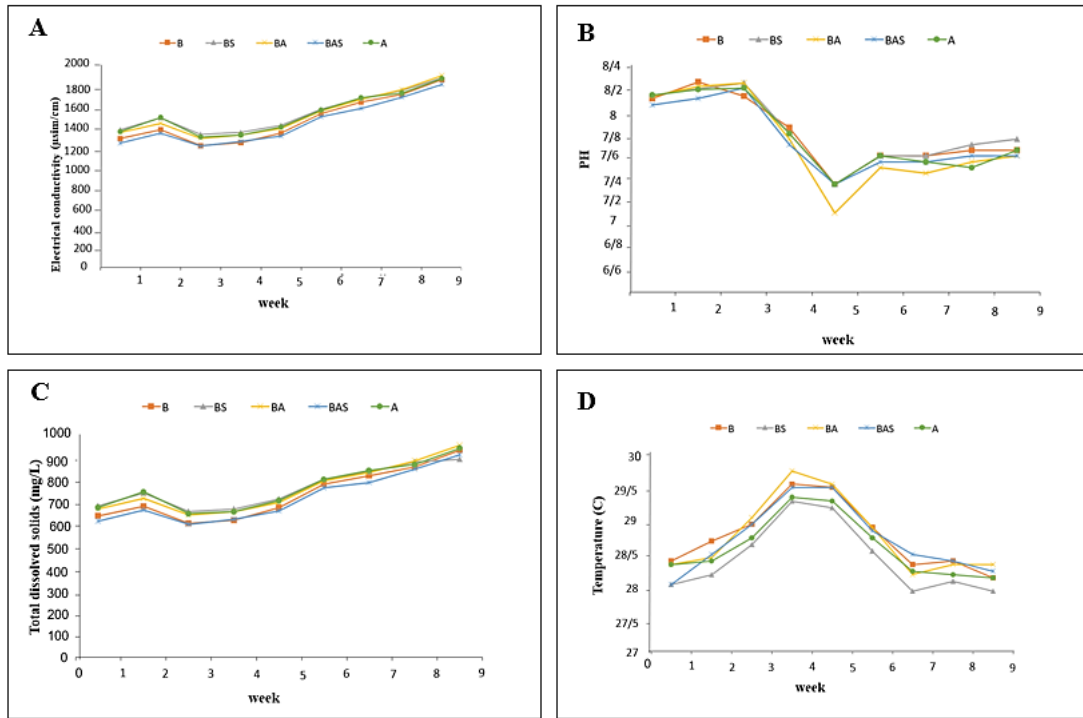 A
B BS BA BAS A
2000
1800
1600
1400
1200
1000
800
600
400
200
0
Electrical conductivity (µsim/cm)
1 2 3 4 5 6 7 8 9
week
B
B BS BA BAS A
8/4
8/2
8
7/8
7/6
7/4
7/2
7
6/8
6/6
PH
1 2 3 4 5 6 7 8 9
week
C
B BS BA BAS A
1000
900
800
700
600
500
400
300
200
100
0
Total dissolved solids (mg/L)
0 1 2 3 4 5 6 7 8 9
week
D
B BS BA BAS A
30
29/5
29
28/5
28
27/5
27
Temperature (C)
0 1 2 3 4 5 6 7 8 9
week